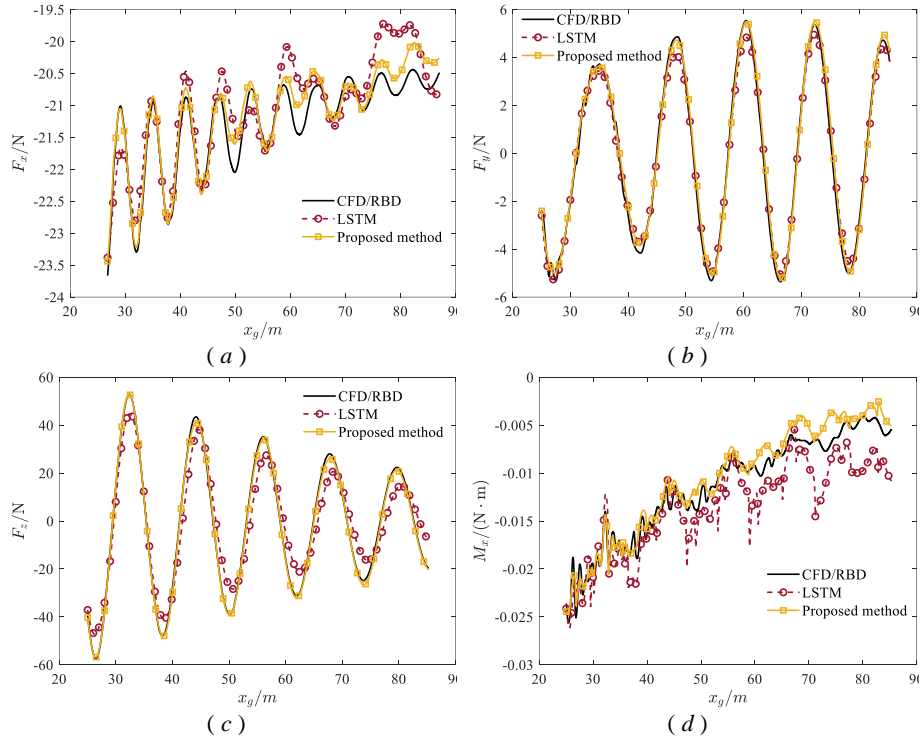 -19.5
-20
-20.5
-21
-21.5
-22
-22.5
-23
-23.5
-24
F_x/N
CFD/RBD
LSTM
Proposed method
20 30 40 50 60 70 80 90
x_g/m
(a)
6
4
2
0
-2
-4
-6
F_y/N
CFD/RBD
LSTM
Proposed method
20 30 40 50 60 70 80 90
x_g/m
(b)
60
40
20
0
-20
-40
-60
F_z/N
CFD/RBD
LSTM
Proposed method
20 30 40 50 60 70 80 90
x_g/m
(c)
0
-0.005
-0.01
-0.015
-0.02
-0.025
-0.03
M_x/(N·m)
CFD/RBD
LSTM
Proposed method
20 30 40 50 60 70 80 90
x_g/m
(d)